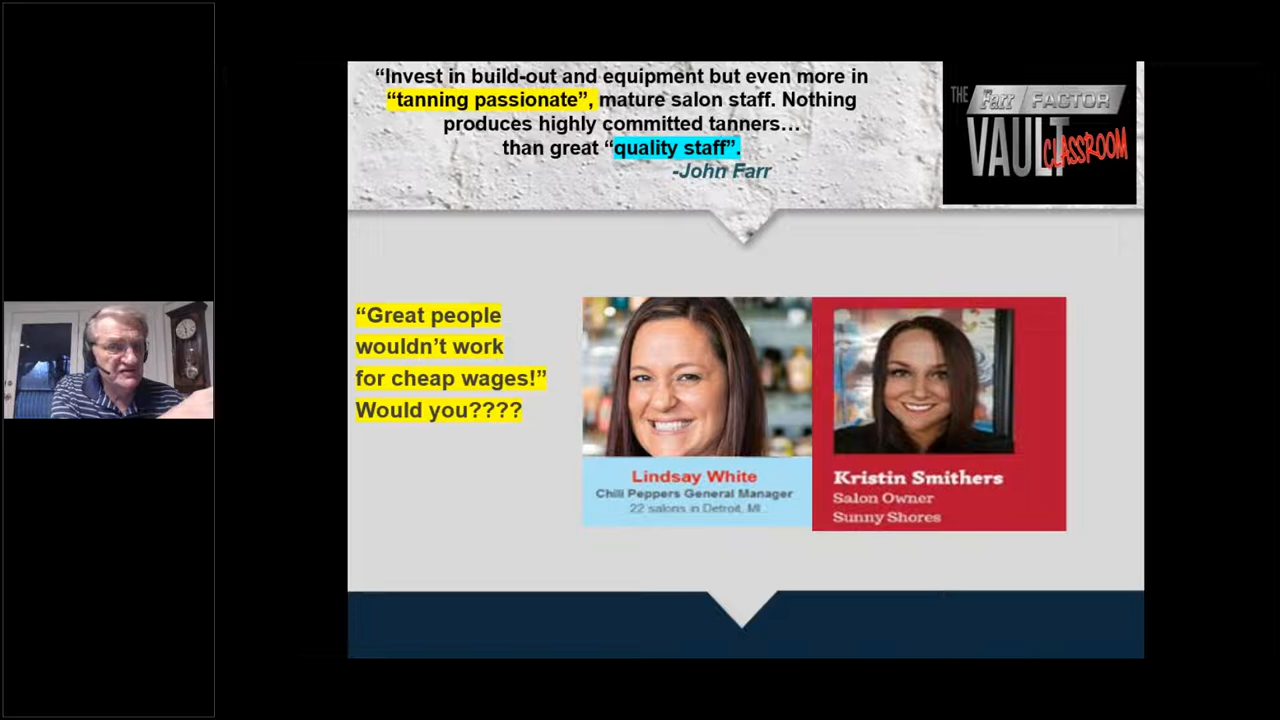 “Invest in build-out and equipment but even more in
“tanning passionate”, mature salon staff. Nothing
produces highly committed tanners…
than great “quality staff”.
-John Farr
THE Farr FACTOR
VAULT
CLASSROOM
“Great people
wouldn’t work
for cheap wages!”
Would you????
Lindsay White
Chili Peppers General Manager
22 salons in Detroit, MI
Kristin Smithers
Salon Owner
Sunny Shores